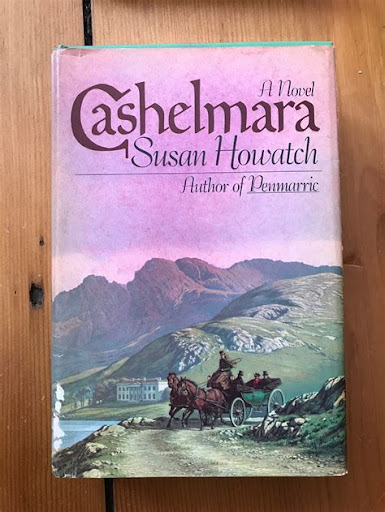 A Novel
Cashelmara
Susan Howatch
Author of Penmarric